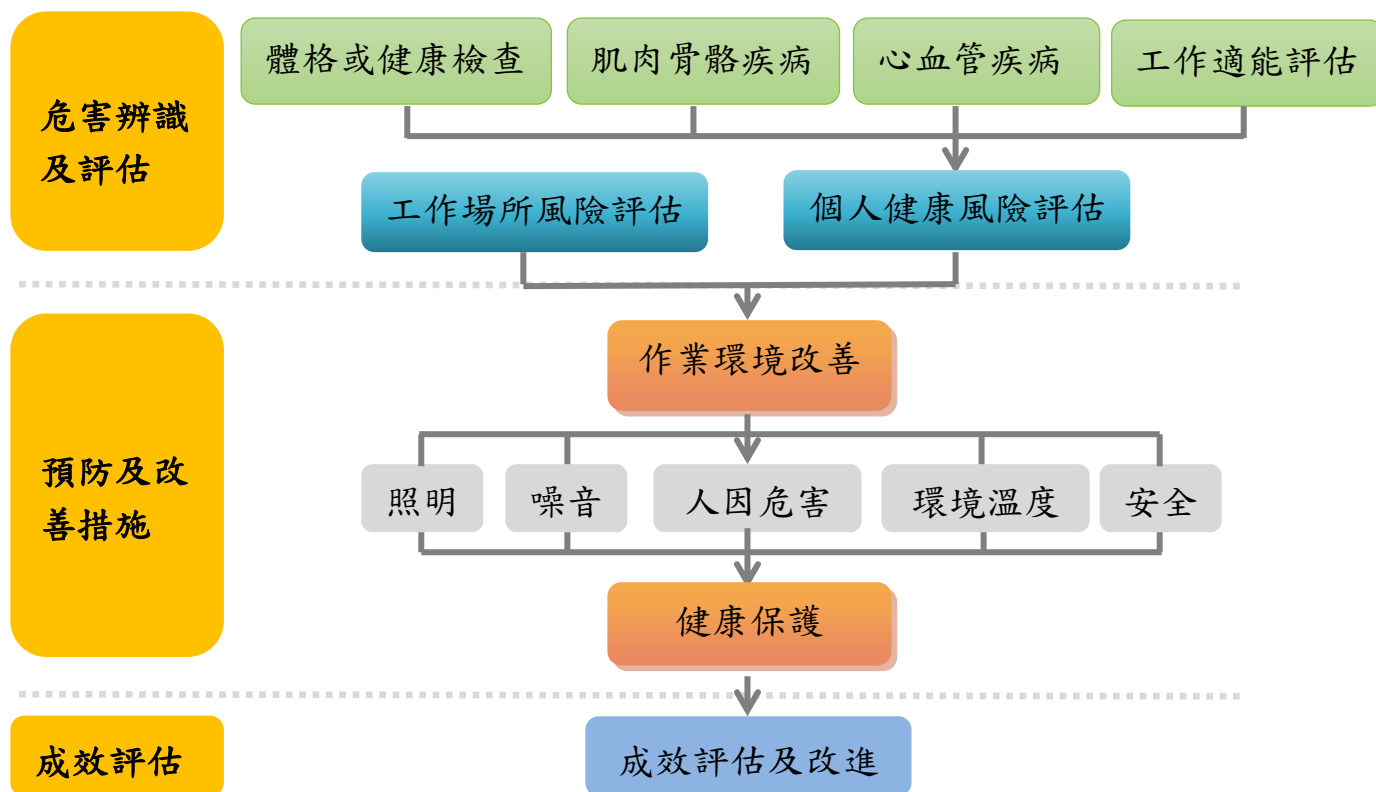 危害辨識
及評估
體格或健康檢查
肌肉骨骼疾病
心血管疾病
工作適能評估
工作場所風險評估
個人健康風險評估
預防及改
善措施
作業環境改善
照明
噪音
人因危害
環境溫度
安全
健康保護
成效評估
成效評估及改進